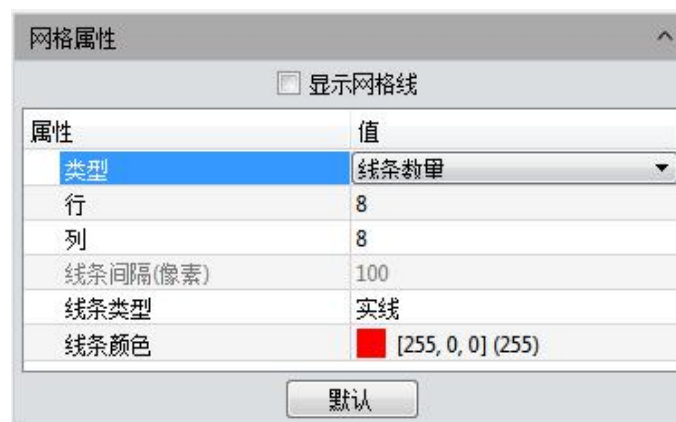 网格属性
显示网格线
属性 值
类型 线条数量
行 8
列 8
线条间隔(像素) 100
线条类型 实线
线条颜色 [255, 0, 0] (255)
默认